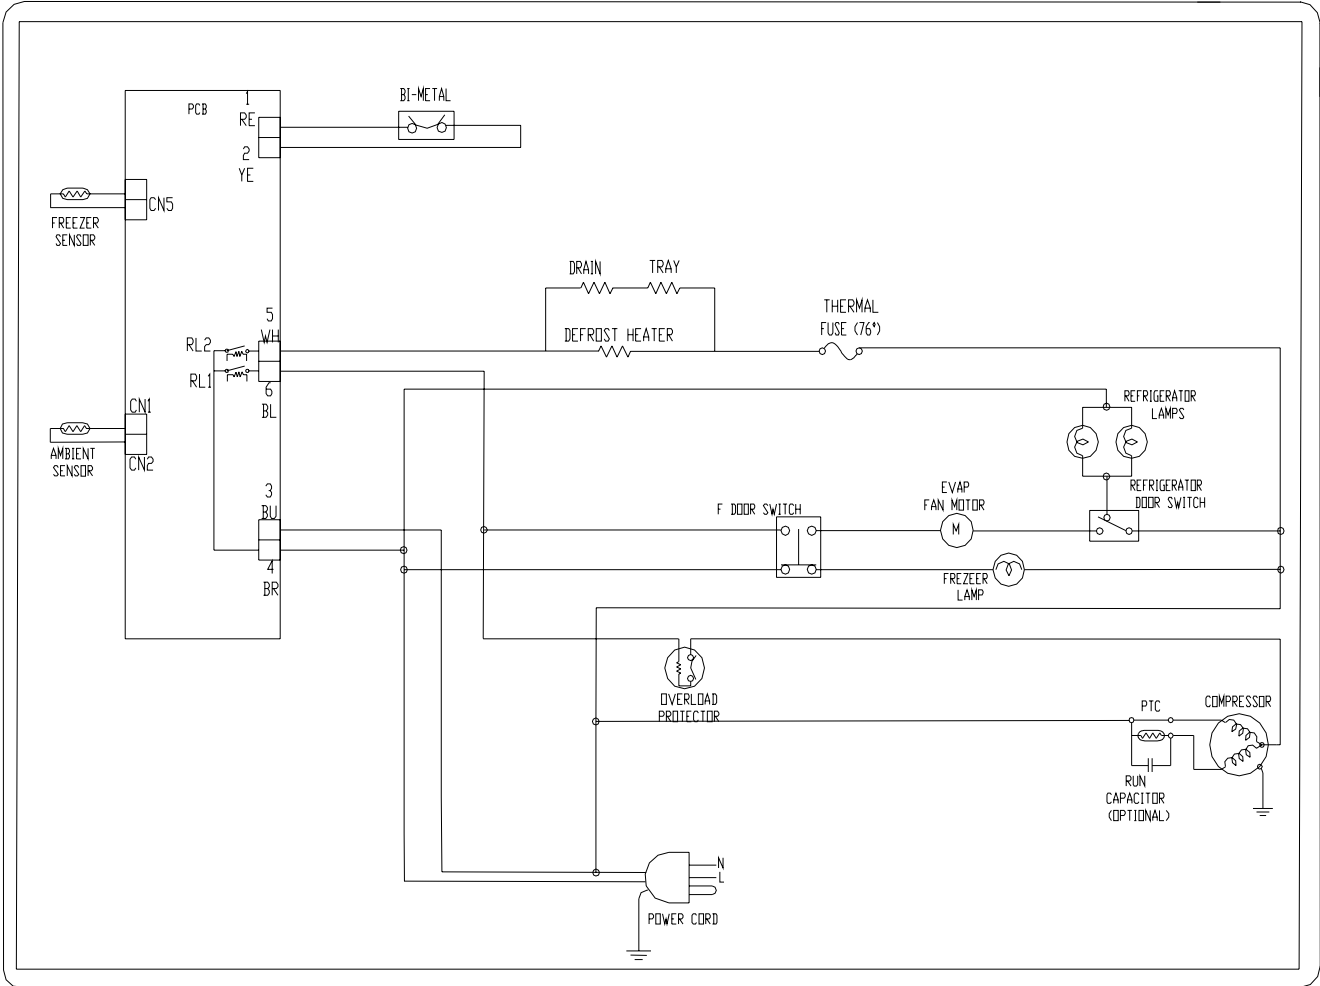 PCB
1
RE
2
YE
BI-METAL
CN5
FREEZER
SENSOR
DRAIN
TRAY
DEFROST HEATER
THERMAL
FUSE (76°)
5
WH
RL2
RL1
6
BL
CN1
CN2
AMBIENT
SENSOR
3
BU
4
BR
REFRIGERATOR
LAMPS
REFRIGERATOR
DOOR SWITCH
EVAP
FAN MOTOR
M
F DOOR SWITCH
FREZEER
LAMP
OVERLOAD
PROTECTOR
PTC
COMPRESSOR
RUN
CAPACITOR
(OPTIONAL)
N
L
POWER CORD